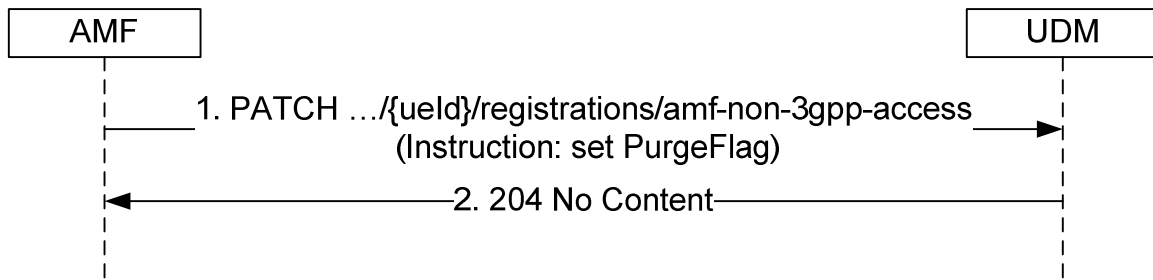 AMF
UDM
1. PATCH …/{ueId}/registrations/amf-non-3gpp-access
(Instruction: set PurgeFlag)
2. 204 No Content